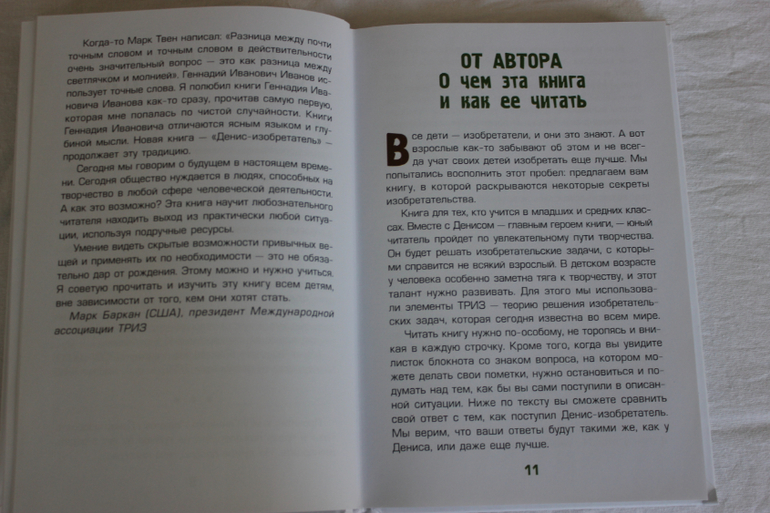 Когда-то Марк Твен написал: «Разница между почти
точным словом и точным словом в действительности
очень значительный вопрос — это как разница между
светлячком и молнией». Геннадий Иванович Иванов ис-
пользует точные слова. Я полюбил книги Геннадия Ива-
новича Иванова как-то сразу, прочитав самую первую,
которая мне попалась по чистой случайности. Книги
Геннадия Ивановича отличаются ясным языком и глу-
биной мысли. Новая книга — «Денис-изобретатель» —
продолжает эту традицию.
Сегодня мы говорим о будущем в настоящем време-
ни. Сегодня общество нуждается в людях, способных на
творчество в любой сфере человеческой деятельности.
А как это возможно? Эта книга научит любознательного
читателя находить выход из практически любой ситуа-
ции, используя подручные ресурсы.
Умение видеть скрытые возможности привычных ве-
щей и применять их по необходимости — это не обяза-
тельно дар от рождения. Этому можно и нужно учиться.
Я советую прочитать и изучить эту книгу всем детям,
вне зависимости от того, кем они хотят стать.
Марк Баркан (США), президент Международной
ассоциации ТРИЗ
ОТ АВТОРА
О чем эта книга
и как ее читать
Все дети — изобретатели, и они это знают. А вот
взрослые как-то забывают об этом и не всег-
да учат своих детей изобретать еще лучше. Мы
попытались восполнить этот пробел: предлагаем вам
книгу, в которой раскрываются некоторые секреты
изобретательства.
Книга для тех, кто учится в младших и средних клас-
сах. Вместе с Денисом — главным героем книги, — юный
читатель пройдет по увлекательному пути творчества.
Он будет решать изобретательские задачи, с которы-
ми справится не всякий взрослый. В детском возрасте
у человека особенно заметна тяга к творчеству, и этот
талант нужно развивать. Для этого мы использова-
ли элементы ТРИЗ — теорию решения изобретатель-
ских задач, которая сегодня известна во всем мире.
Читать книгу нужно по-особому, не торопясь и вни-
кая в каждую строчку. Кроме того, когда вы увидите
листок блокнота со знаком вопроса, на котором мо-
жете делать свои пометки, нужно остановиться и по-
думать над тем, как бы вы сами поступили в описан-
ной ситуации. Ниже по тексту вы сможете сравнить
свой ответ с тем, как поступил Денис-изобретатель.
Мы верим, что ваши ответы будут такими же, как у
Дениса, или даже еще лучше.
11